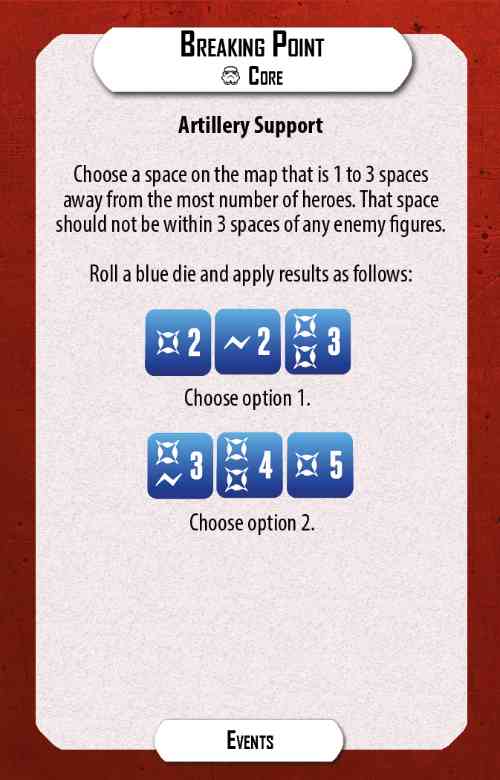 Breaking Point
Core
Artillery Support
Choose a space on the map that is 1 to 3 spaces
away from the most number of heroes. That space
should not be within 3 spaces of any enemy figures.
Roll a blue die and apply results as follows:
2 2 3
Choose option 1.
3 4 5
Choose option 2.
Events